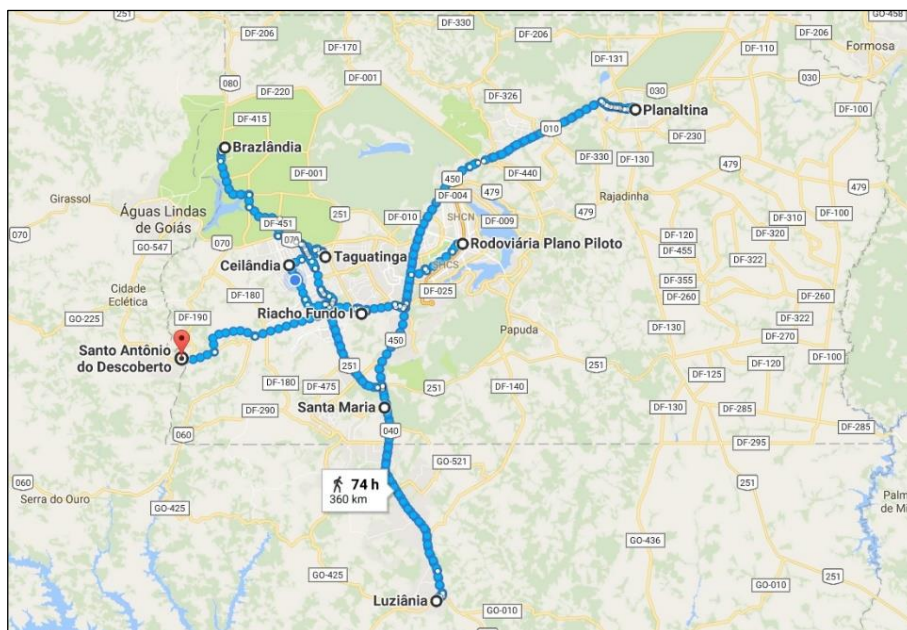 GO-458
251
DF-330
DF-206
DF-206
DF-170
DF-110
Formosa
DF-001
DF-131
030
080
DF-220
DF-326
030
DF-100
Planaltina
DF-415
010
DF-230
Brazlândia
DF-330
DF-130
450
479
DF-001
DF-440
479
Girassol
DF-004
479
Rajadinha
Águas Lindas
de Goiás
251
DF-010
SHCN
DF-009
479
DF-310
DF-100
070
DF-451
DF-120
DF-320
070
GO-547
070
Rodoviária Plano Piloto
DF-455
DF-322
Taguatinga
SHCS
Ceilândia
DF-355
Cidade
Eclética
DF-180
DF-025
DF-260
DF-260
DF-190
Riacho Fundo I
DF-322
GO-225
Papuda
DF-130
DF-270
450
Santo Antônio
do Descoberto
251
DF-125
DF-120
DF-100
DF-180
DF-475
251
DF-140
251
DF-290
Santa Maria
DF-130
DF-285
DF-285
060
040
DF-295
GO-521
060
74 h
360 km
251
Serra do Ouro
GO-425
GO-436
GO-425
GO-010
251
Luziânia
GO-010